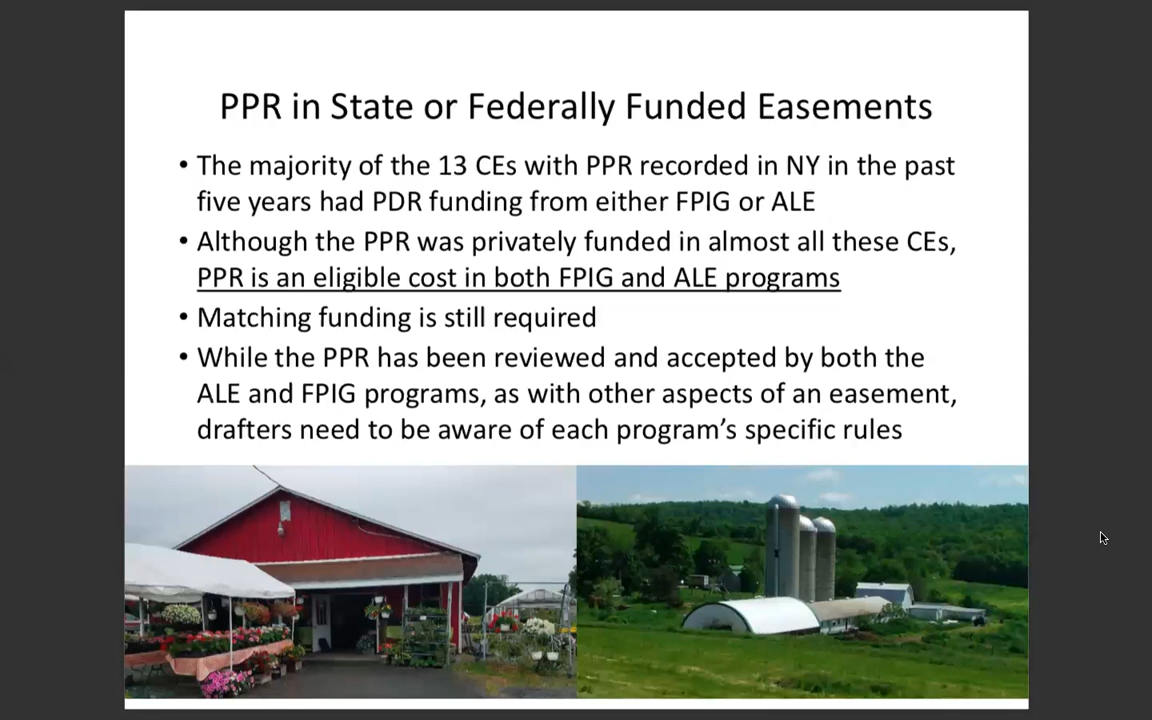 PPR in State or Federally Funded Easements
• The majority of the 13 CEs with PPR recorded in NY in the past
five years had PDR funding from either FPIG or ALE
• Although the PPR was privately funded in almost all these CEs,
PPR is an eligible cost in both FPIG and ALE programs
• Matching funding is still required
• While the PPR has been reviewed and accepted by both the
ALE and FPIG programs, as with other aspects of an easement,
drafters need to be aware of each program’s specific rules